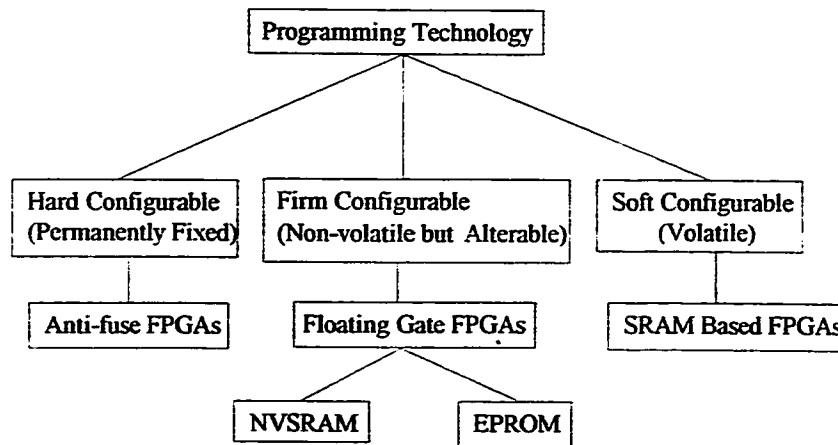 Programming Technology
Hard Configurable
(Permanently Fixed)
Firm Configurable
(Non-volatile but Alterable)
Soft Configurable
(Volatile)
Anti-fuse FPGAs
Floating Gate FPGAs
SRAM Based FPGAs
NVSRAM
EPROM